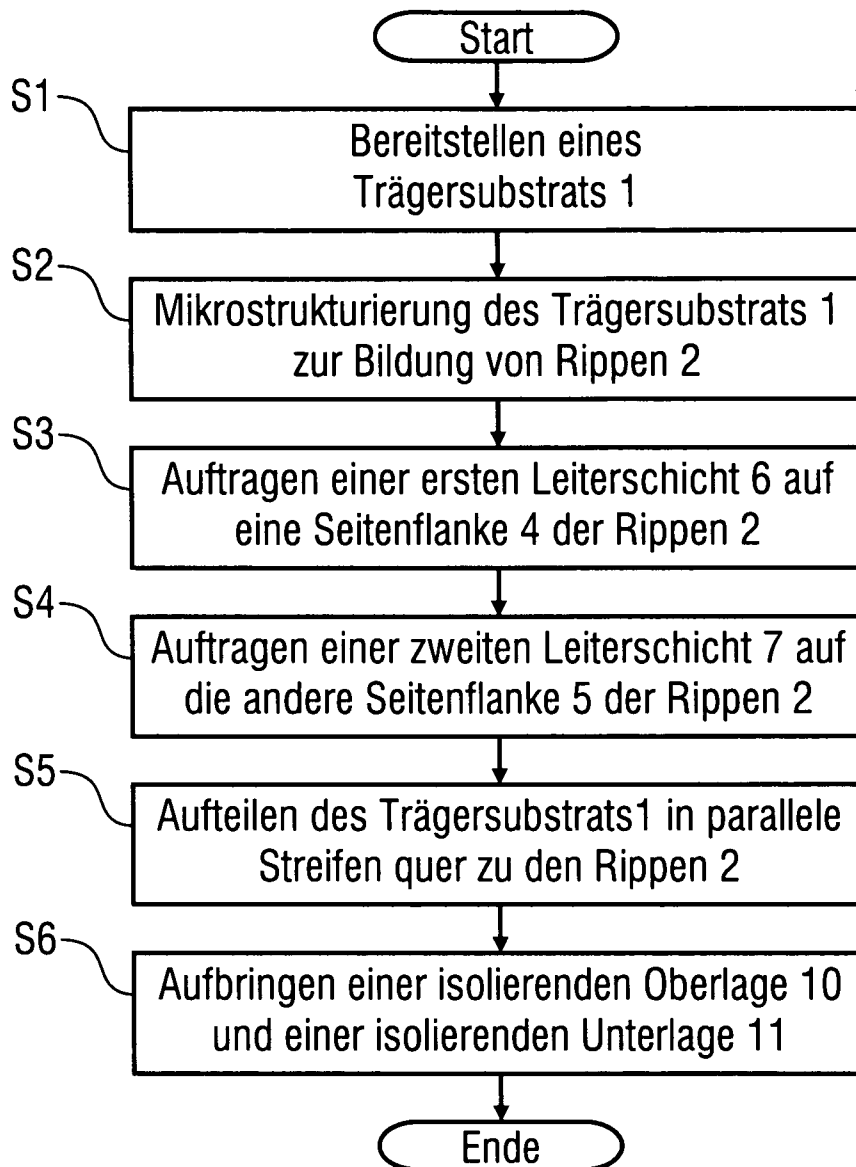 Start
S1
Bereitstellen eines
Trägersubstrats 1
S2
Mikrostrukturierung des Trägersubstrats 1
zur Bildung von Rippen 2
S3
Auftragen einer ersten Leiterschicht 6 auf
eine Seitenflanke 4 der Rippen 2
S4
Auftragen einer zweiten Leiterschicht 7 auf
die andere Seitenflanke 5 der Rippen 2
S5
Aufteilen des Trägersubstrats1 in parallele
Streifen quer zu den Rippen 2
S6
Aufbringen einer isolierenden Oberlage 10
und einer isolierenden Unterlage 11
Ende